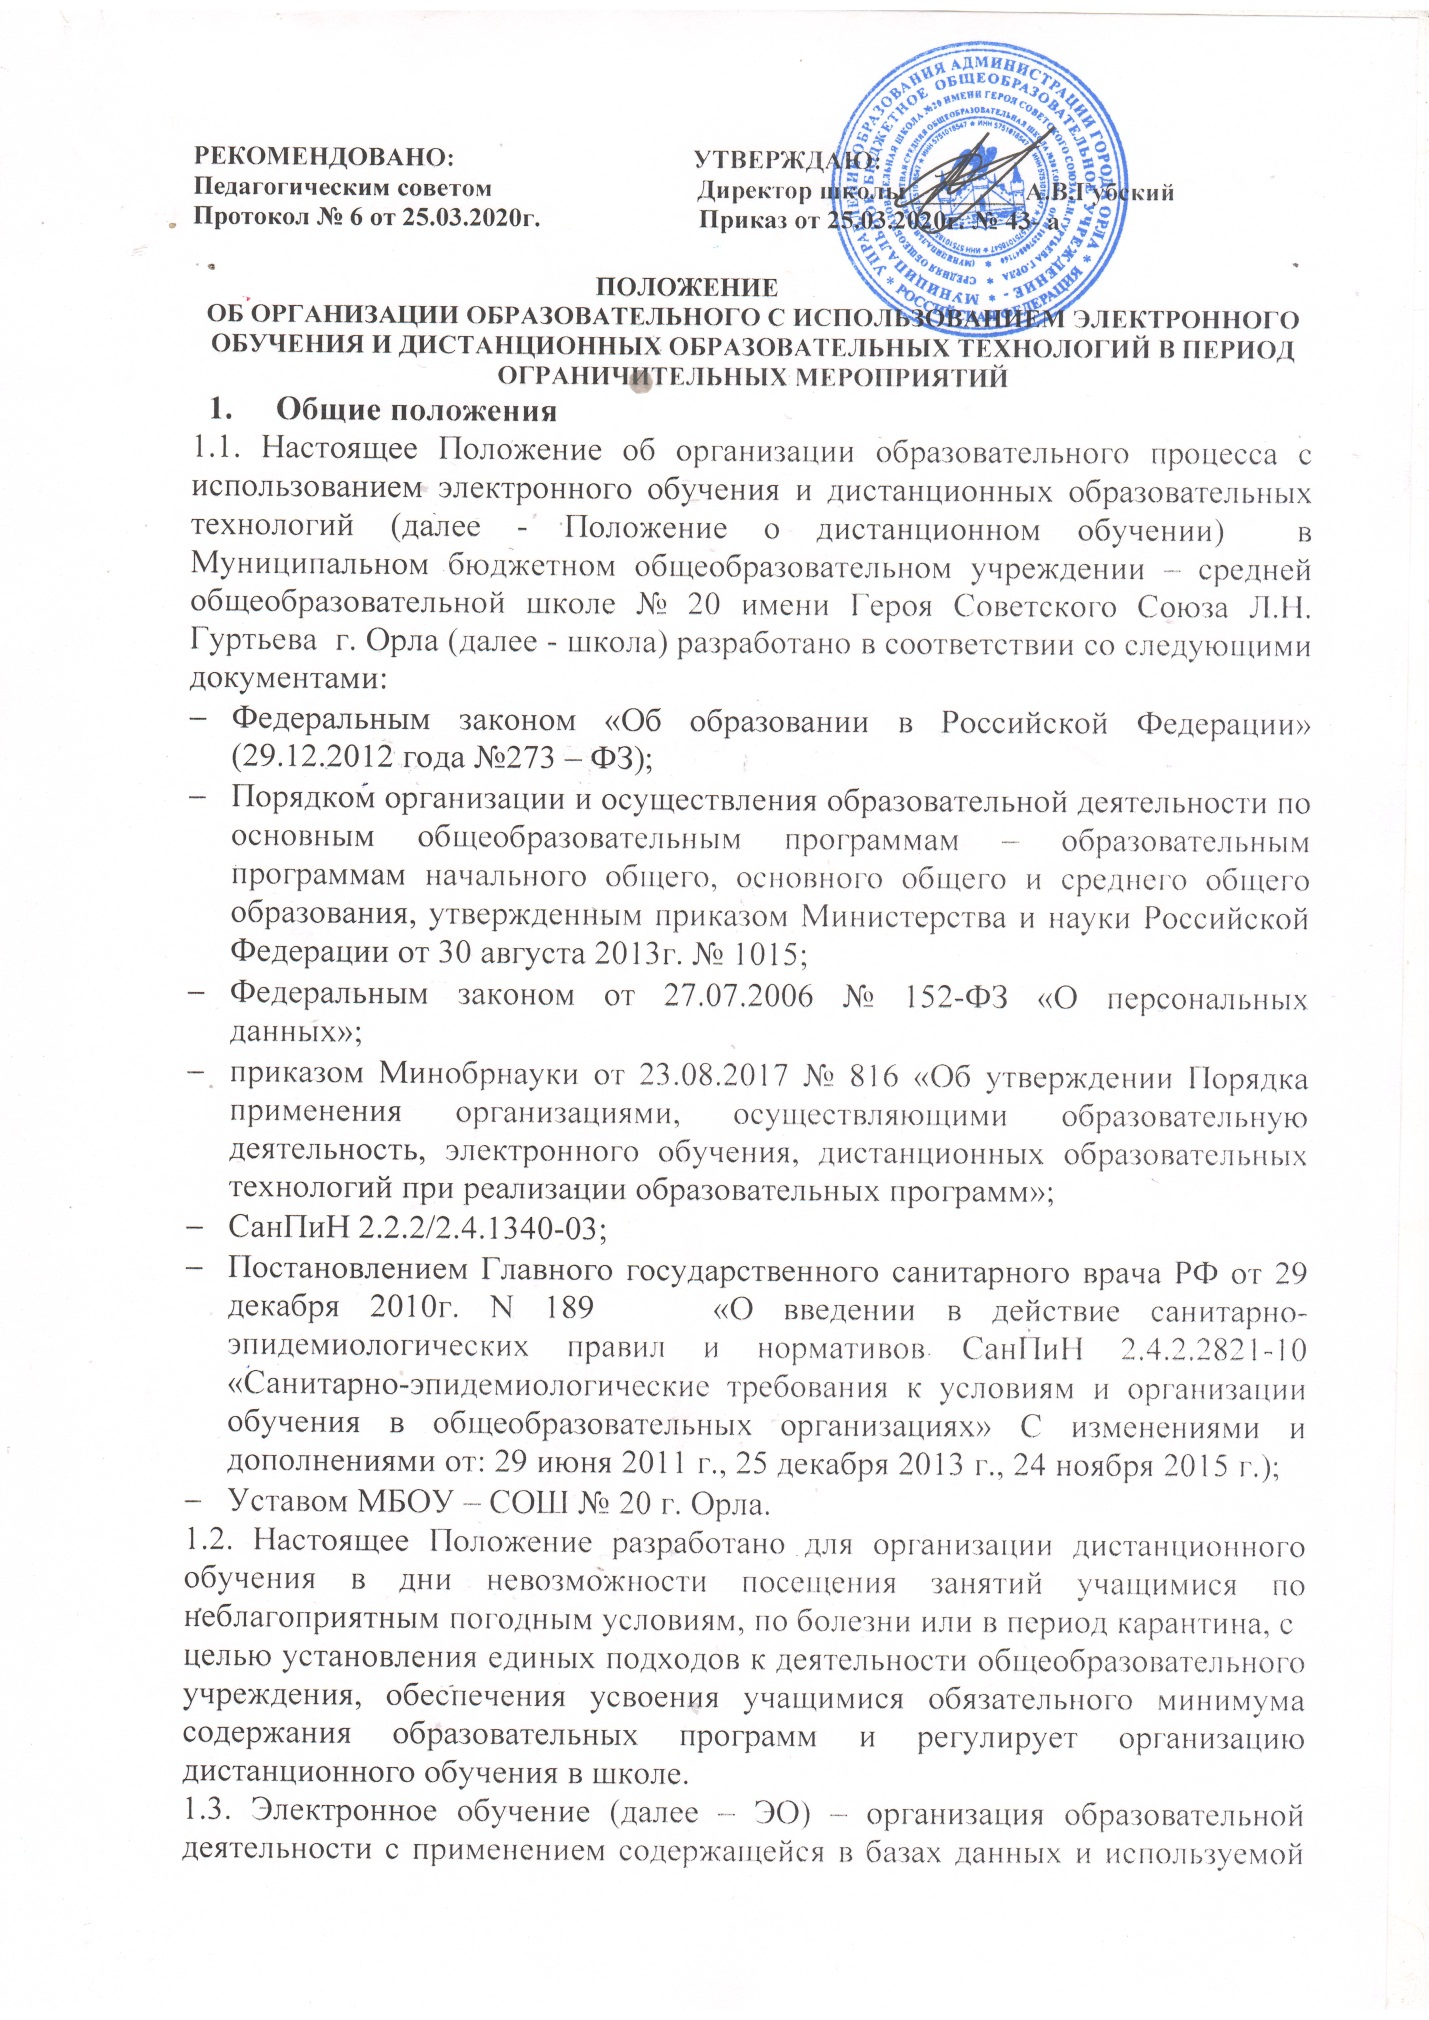 РЕКОМЕНДОВАНО: УТВЕРЖДАЮ:
Педагогическим советом Директор школы А.В.Губский
Протокол № 6 от 25.03.2020г. Приказ от 25.03.2020г. № 43- а
УПРАВЛЕНИЕ ОБРАЗОВАНИЯ АДМИНИСТРАЦИИ ГОРОДА ОРЛА * РОССИЙСКАЯ ФЕДЕРАЦИЯ *
МУНИЦИПАЛЬНОЕ БЮДЖЕТНОЕ ОБЩЕОБРАЗОВАТЕЛЬНОЕ УЧРЕЖДЕНИЕ -
ПОЛОЖЕНИЕ
ОБ ОРГАНИЗАЦИИ ОБРАЗОВАТЕЛЬНОГО С ИСПОЛЬЗОВАНИЕМ ЭЛЕКТРОННОГО
ОБУЧЕНИЯ И ДИСТАНЦИОННЫХ ОБРАЗОВАТЕЛЬНЫХ ТЕХНОЛОГИЙ В ПЕРИОД
ОГРАНИЧИТЕЛЬНЫХ МЕРОПРИЯТИЙ
1. Общие положения
1.1. Настоящее Положение об организации образовательного процесса с
использованием электронного обучения и дистанционных образовательных
технологий (далее - Положение о дистанционном обучении) в
Муниципальном бюджетном общеобразовательном учреждении – средней
общеобразовательной школе № 20 имени Героя Советского Союза Л.Н.
Гуртьева г. Орла (далее - школа) разработано в соответствии со следующими
документами:
– Федеральным законом «Об образовании в Российской Федерации»
(29.12.2012 года №273 – ФЗ);
– Порядком организации и осуществления образовательной деятельности по
основным общеобразовательным программам – образовательным
программам начального общего, основного общего и среднего общего
образования, утвержденным приказом Министерства и науки Российской
Федерации от 30 августа 2013г. № 1015;
– Федеральным законом от 27.07.2006 № 152-ФЗ «О персональных
данных»;
– приказом Минобрнауки от 23.08.2017 № 816 «Об утверждении Порядка
применения организациями, осуществляющими образовательную
деятельность, электронного обучения, дистанционных образовательных
технологий при реализации образовательных программ»;
– СанПиН 2.2.2/2.4.1340-03;
– Постановлением Главного государственного санитарного врача РФ от 29
декабря 2010г. N 189 «О введении в действие санитарно-
эпидемиологических правил и нормативов СанПиН 2.4.2.2821-10
«Санитарно-эпидемиологические требования к условиям и организации
обучения в общеобразовательных организациях» С изменениями и
дополнениями от: 29 июня 2011 г., 25 декабря 2013 г., 24 ноября 2015 г.);
– Уставом МБОУ – СОШ № 20 г. Орла.
1.2. Настоящее Положение разработано для организации дистанционного
обучения в дни невозможности посещения занятий учащимися по
неблагоприятным погодным условиям, по болезни или в период карантина, с
целью установления единых подходов к деятельности общеобразовательного
учреждения, обеспечения усвоения учащимися обязательного минимума
содержания образовательных программ и регулирует организацию
дистанционного обучения в школе.
1.3. Электронное обучение (далее – ЭО) – организация образовательной
деятельности с применением содержащейся в базах данных и используемой